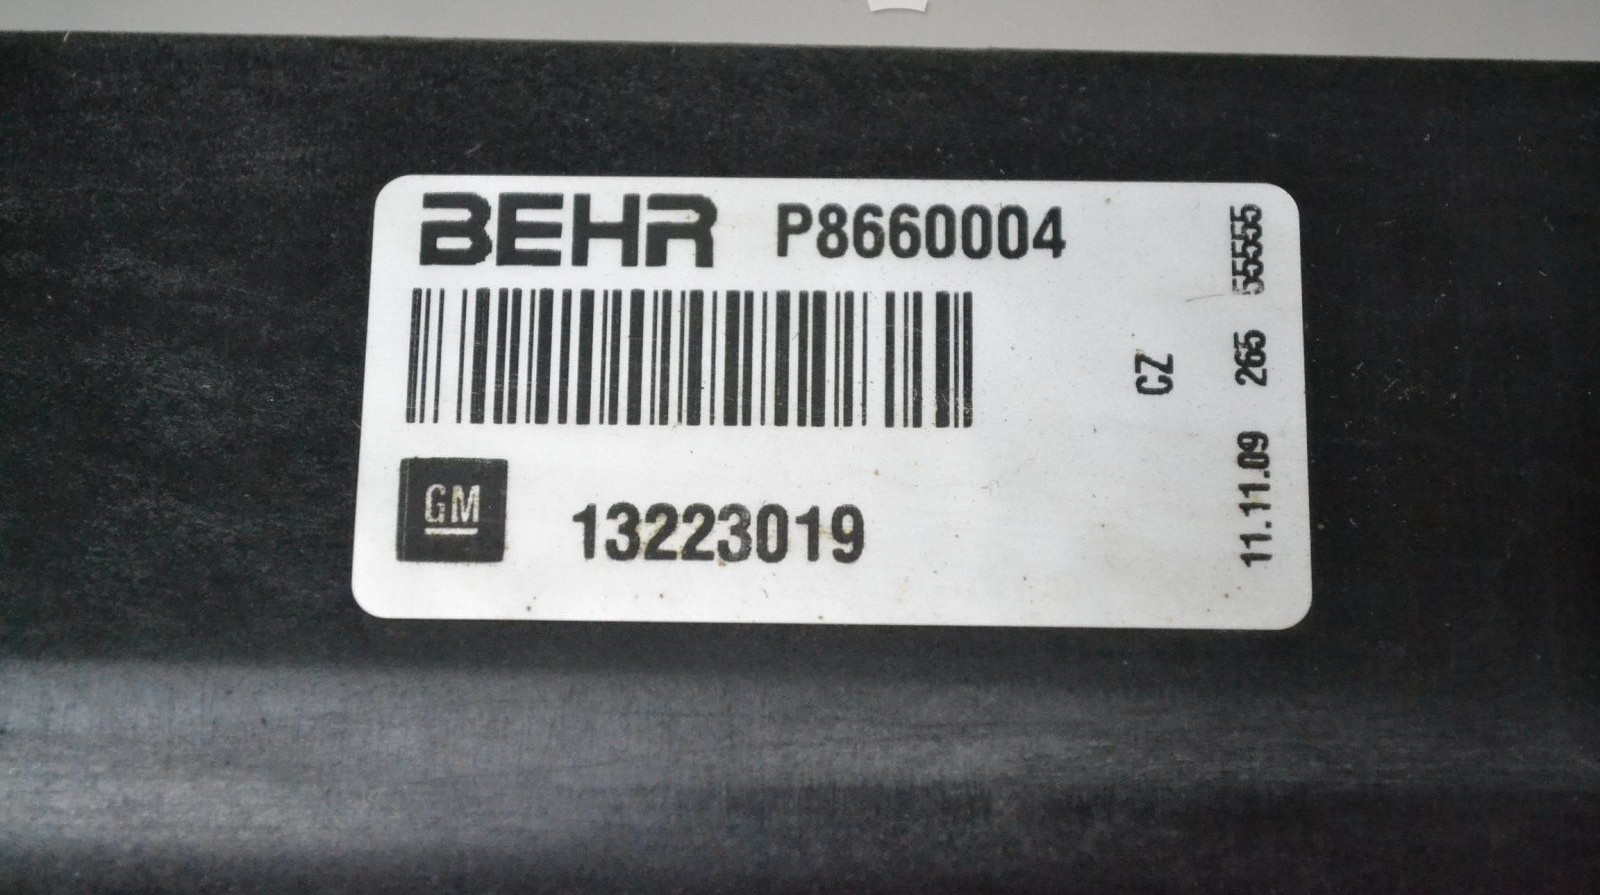 BEHR P8660004
GM 13223019
CZ
11.11.09 265 55555